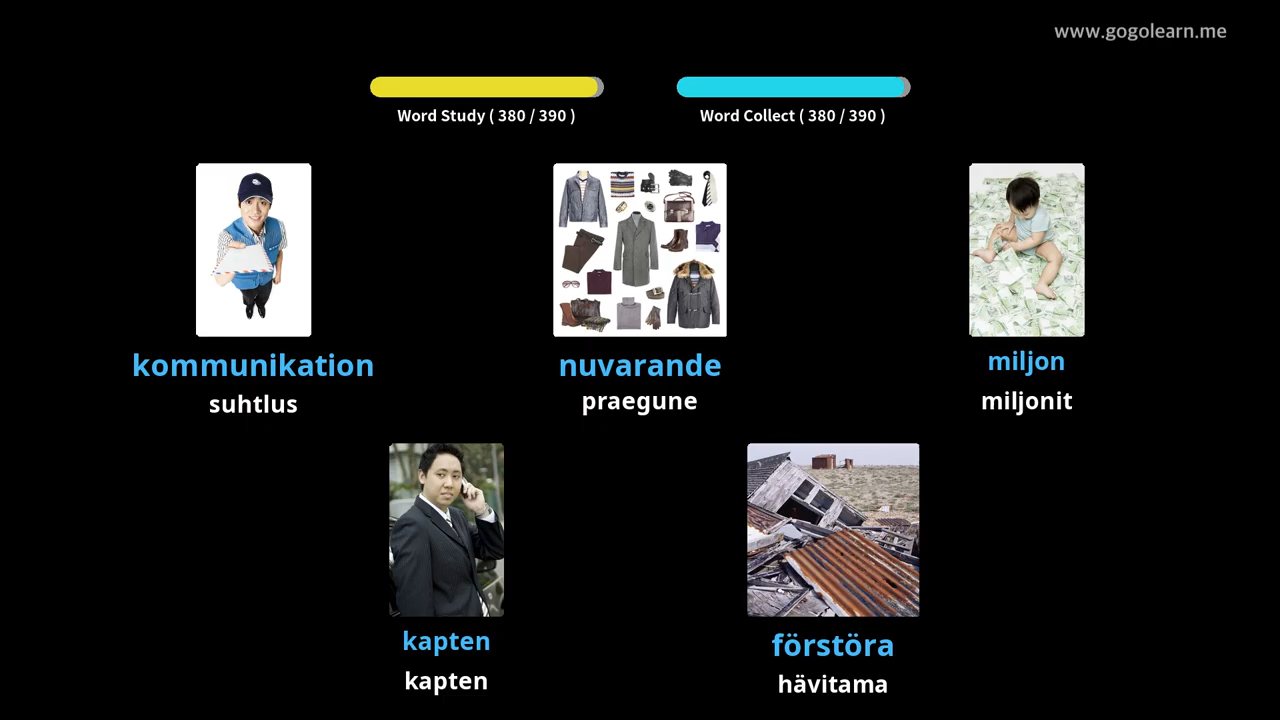 www.gogolearn.me
Word Study ( 380 / 390 )
Word Collect ( 380 / 390 )
kommunikation
suhtlus
nuvarande
praegune
miljon
miljonit
kapten
kapten
förstöra
hävitama